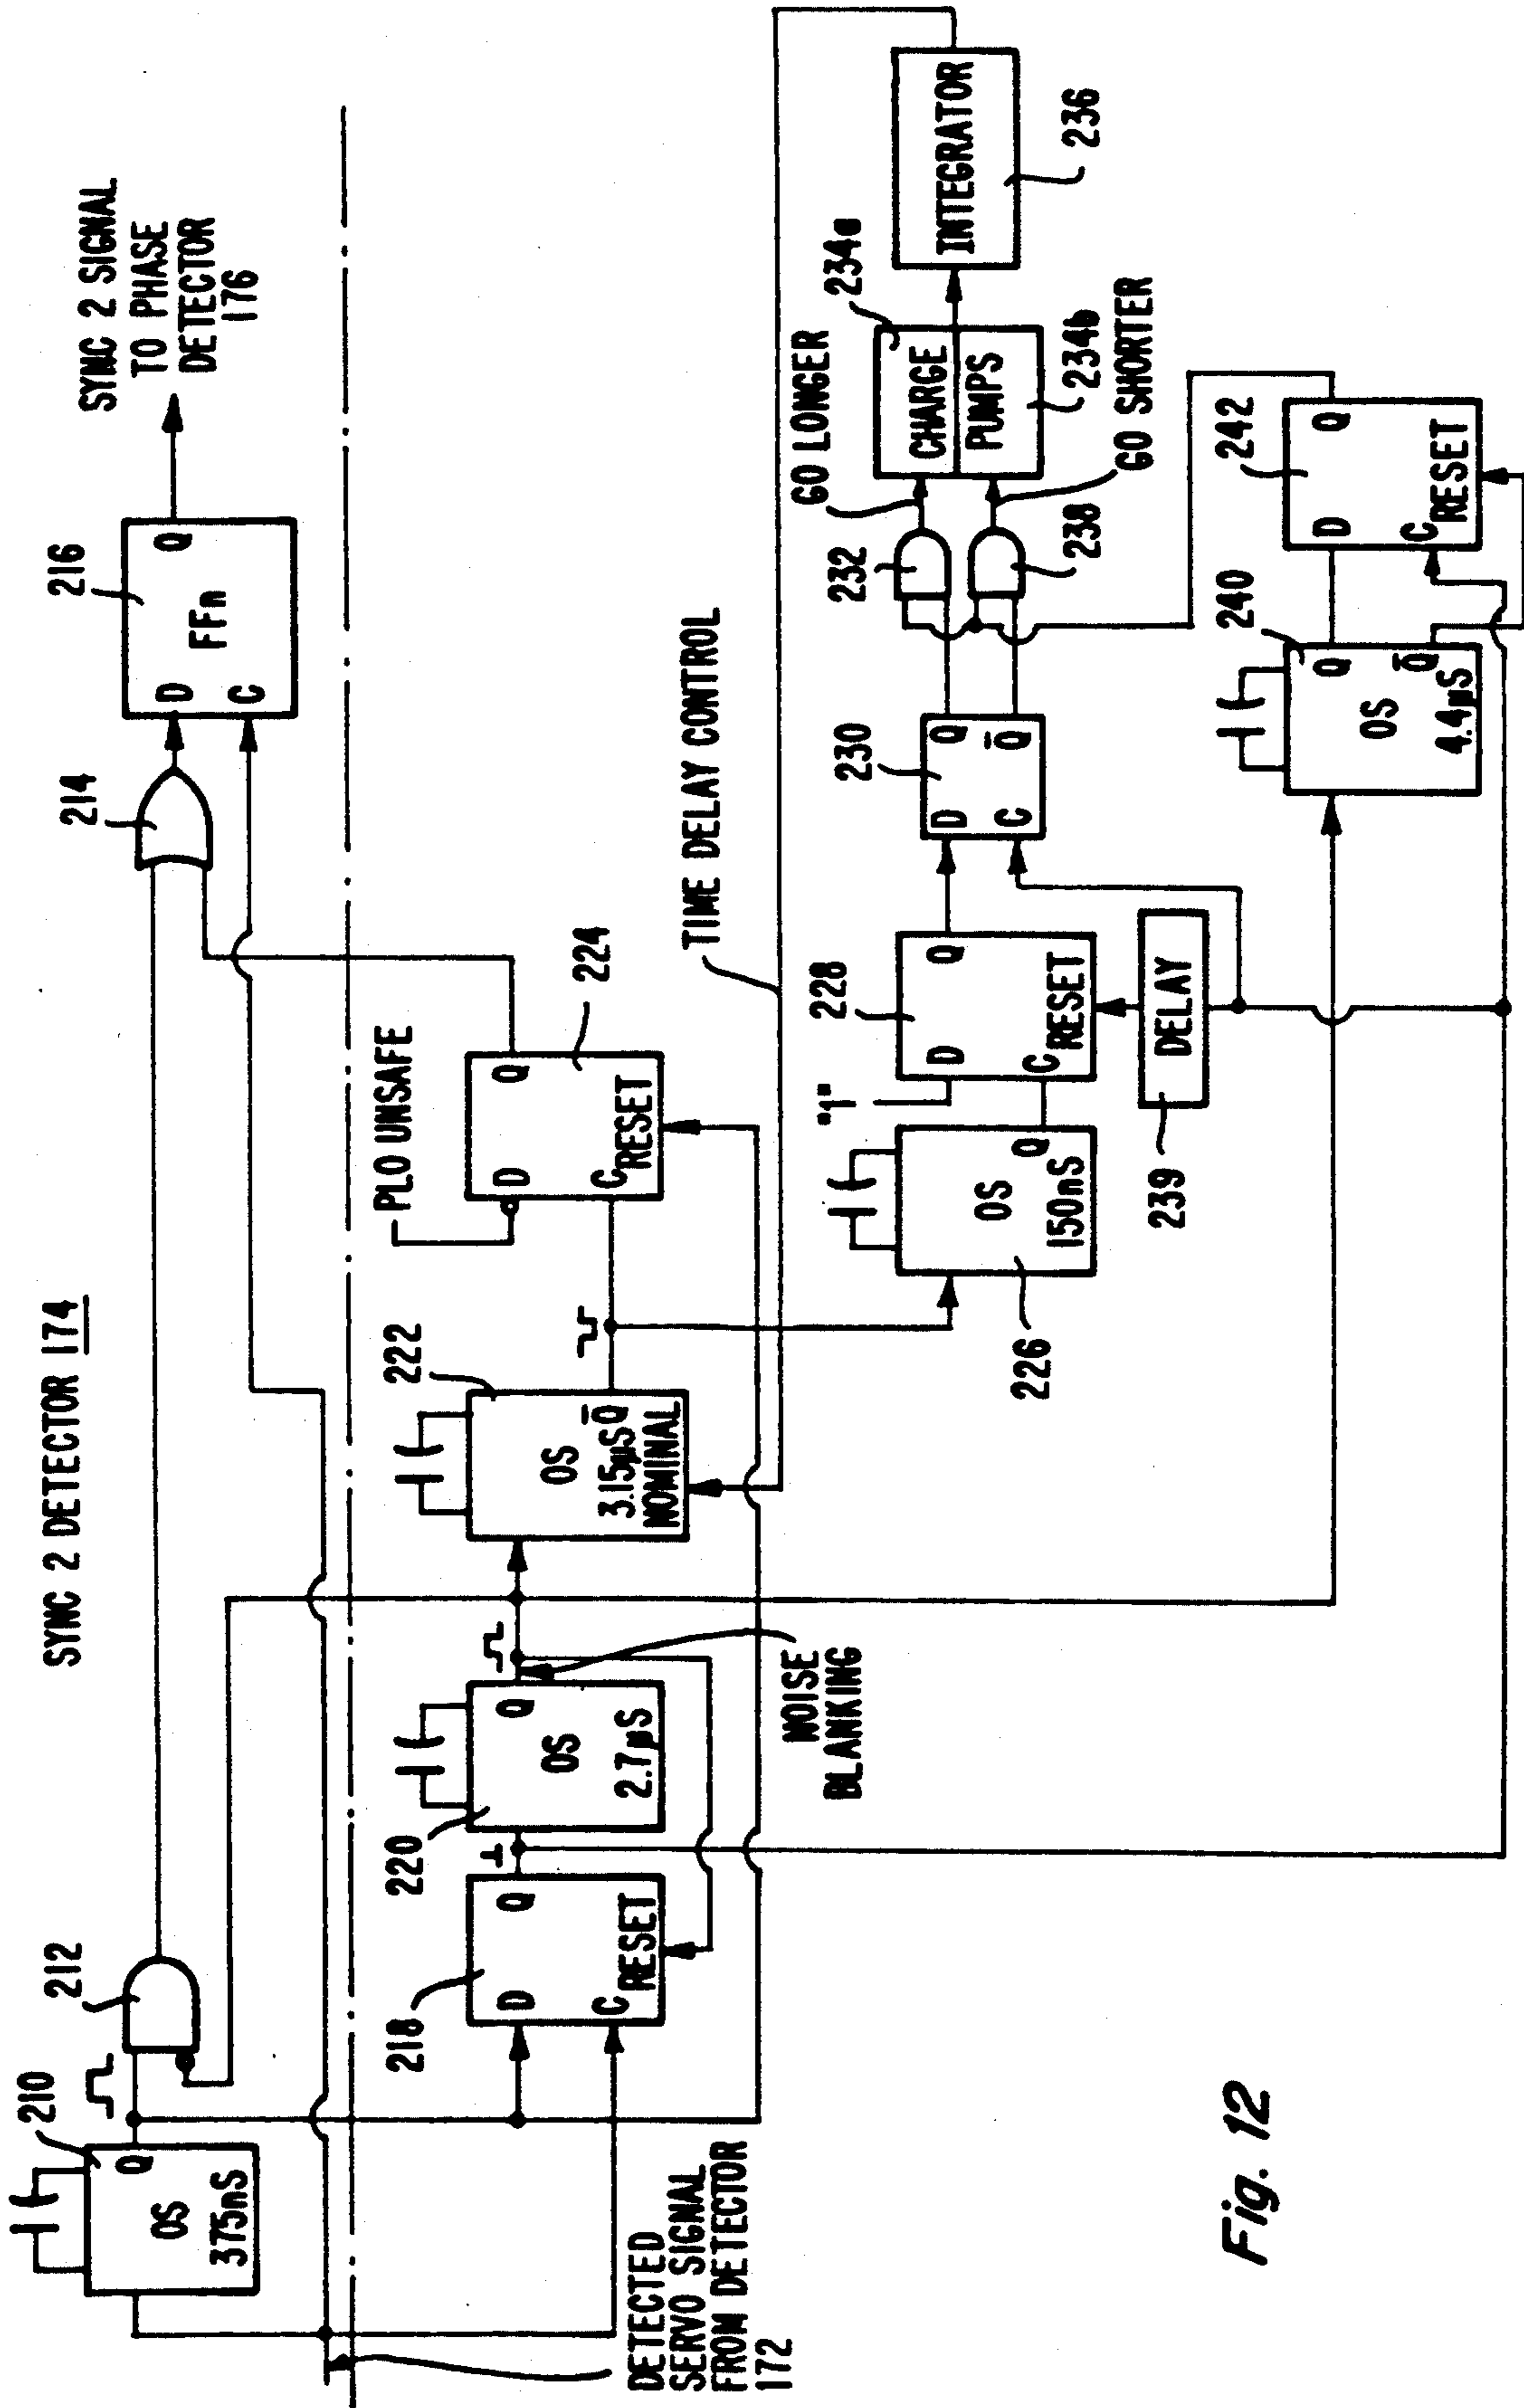 SYNC 2 DETECTOR 174
210
OS
375nS
Q
212
214
216
FFn
D
C
Q
SYNC 2 SIGNAL
TO PHASE
DETECTOR
176
DETECTED
SERVO SIGNAL
FROM DETECTOR
172
218
D
C
Q
RESET
220
OS
2.7µS
Q
NOISE
BLANKING
222
OS
3.15µS
NOMINAL
Q̅
PLO UNSAFE
224
D
C
Q
RESET
TIME DELAY CONTROL
226
OS
150nS
Q
"1"
228
D
C
Q
RESET
239
DELAY
230
D
C
Q
Q̅
232
238
GO LONGER
GO SHORTER
234a
CHARGE
PUMPS
234b
INTEGRATOR
236
240
OS
4.4µS
Q
Q̅
242
D
C
Q
RESET
Fig. 12